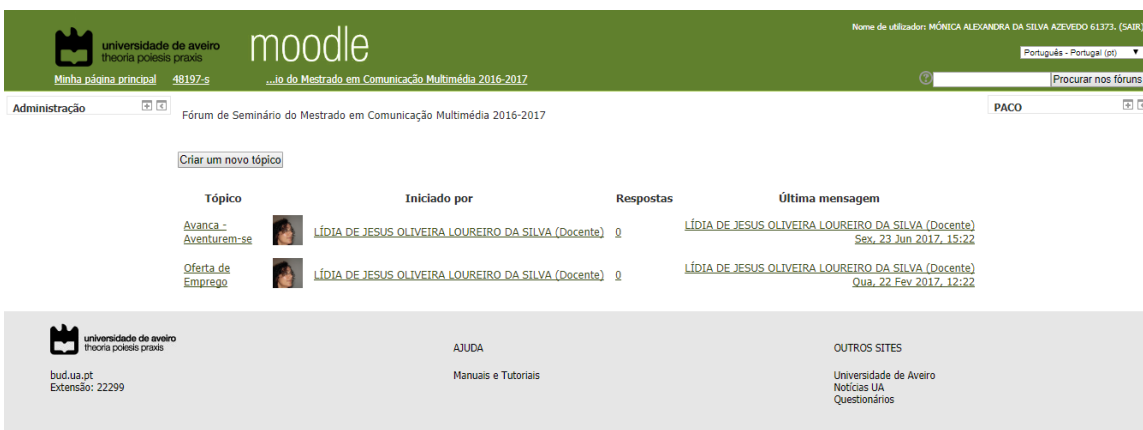 Nome de utilizador: MÓNICA ALEXANDRA DA SILVA AZEVEDO 61373. (SAIR)
universidade de aveiro
theoria poiesis praxis
moodle
Português - Portugal (pt)
Minha página principal 48197-s ...io do Mestrado em Comunicação Multimédia 2016-2017
Procurar nos fóruns
Administração
Fórum de Seminário do Mestrado em Comunicação Multimédia 2016-2017
PACO
Criar um novo tópico
Tópico Iniciado por Respostas Última mensagem
Avanca -
Aventurem-se
LÍDIA DE JESUS OLIVEIRA LOUREIRO DA SILVA (Docente) 0
LÍDIA DE JESUS OLIVEIRA LOUREIRO DA SILVA (Docente)
Sex, 23 Jun 2017, 15:22
Oferta de
Emprego
LÍDIA DE JESUS OLIVEIRA LOUREIRO DA SILVA (Docente) 0
LÍDIA DE JESUS OLIVEIRA LOUREIRO DA SILVA (Docente)
Qua, 22 Fev 2017, 12:22
universidade de aveiro
theoria poiesis praxis
bud.ua.pt
Extensão: 22299
AJUDA
Manuais e Tutoriais
OUTROS SITES
Universidade de Aveiro
Notícias UA
Questionários